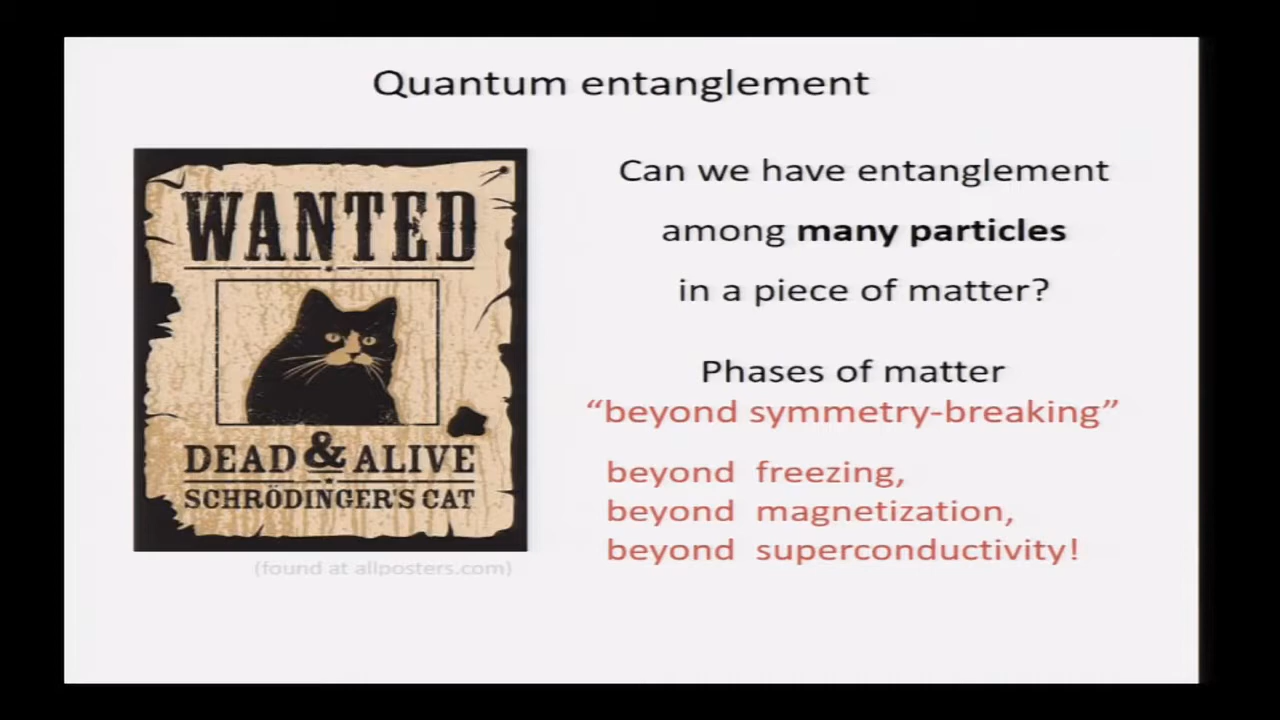 Quantum entanglement
WANTED
DEAD & ALIVE
SCHRÖDINGER'S CAT
(found at allposters.com)
Can we have entanglement
among many particles
in a piece of matter?
Phases of matter
“beyond symmetry-breaking”
beyond freezing,
beyond magnetization,
beyond superconductivity!